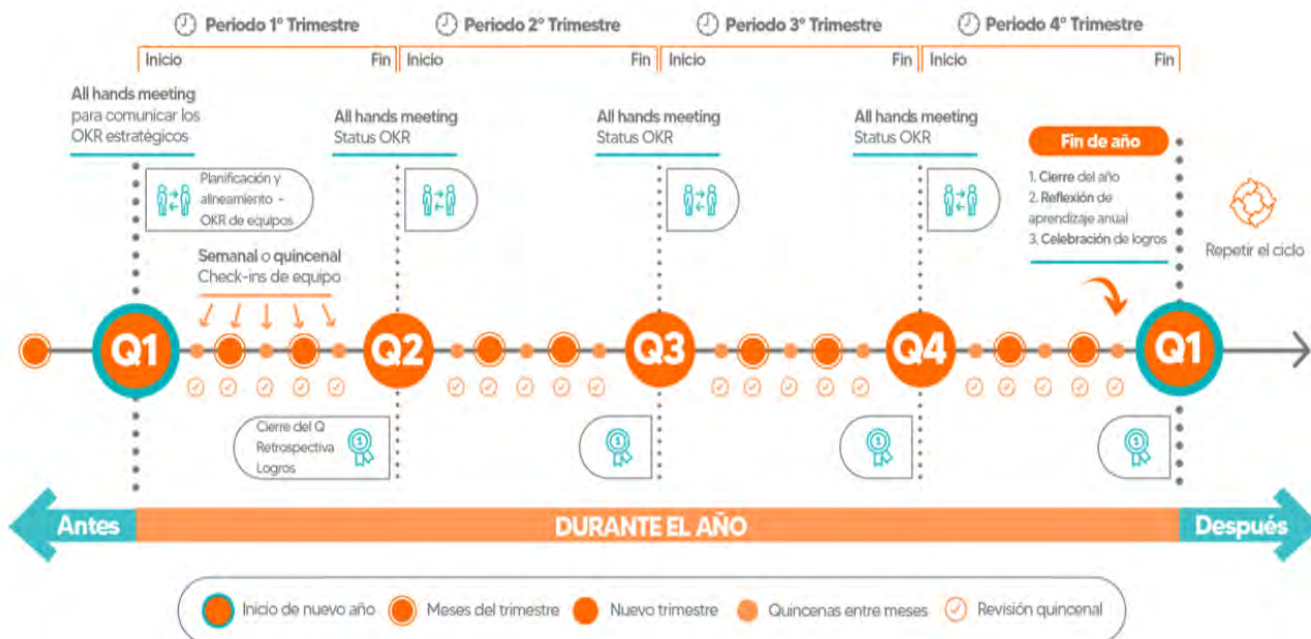 Periodo 1° Trimestre
Periodo 2° Trimestre
Periodo 3° Trimestre
Periodo 4° Trimestre
Inicio
Fin
Inicio
Fin
Inicio
Fin
Inicio
Fin
All hands meeting
para comunicar los
OKR estratégicos
All hands meeting
Status OKR
All hands meeting
Status OKR
All hands meeting
Status OKR
Fin de año
1. Cierre del año
2. Reflexión de
aprendizaje anual
3. Celebración de logros
Planificación y
alineamiento -
OKR de equipos
Repetir el ciclo
Semanal o quincenal
Check-ins de equipo
Q1
Q2
Q3
Q4
Q1
Cierre del Q
Retrospectiva
Logros
1
1
1
1
Antes
DURANTE EL AÑO
Después
Inicio de nuevo año
Meses del trimestre
Nuevo trimestre
Quincenas entre meses
Revisión quincenal